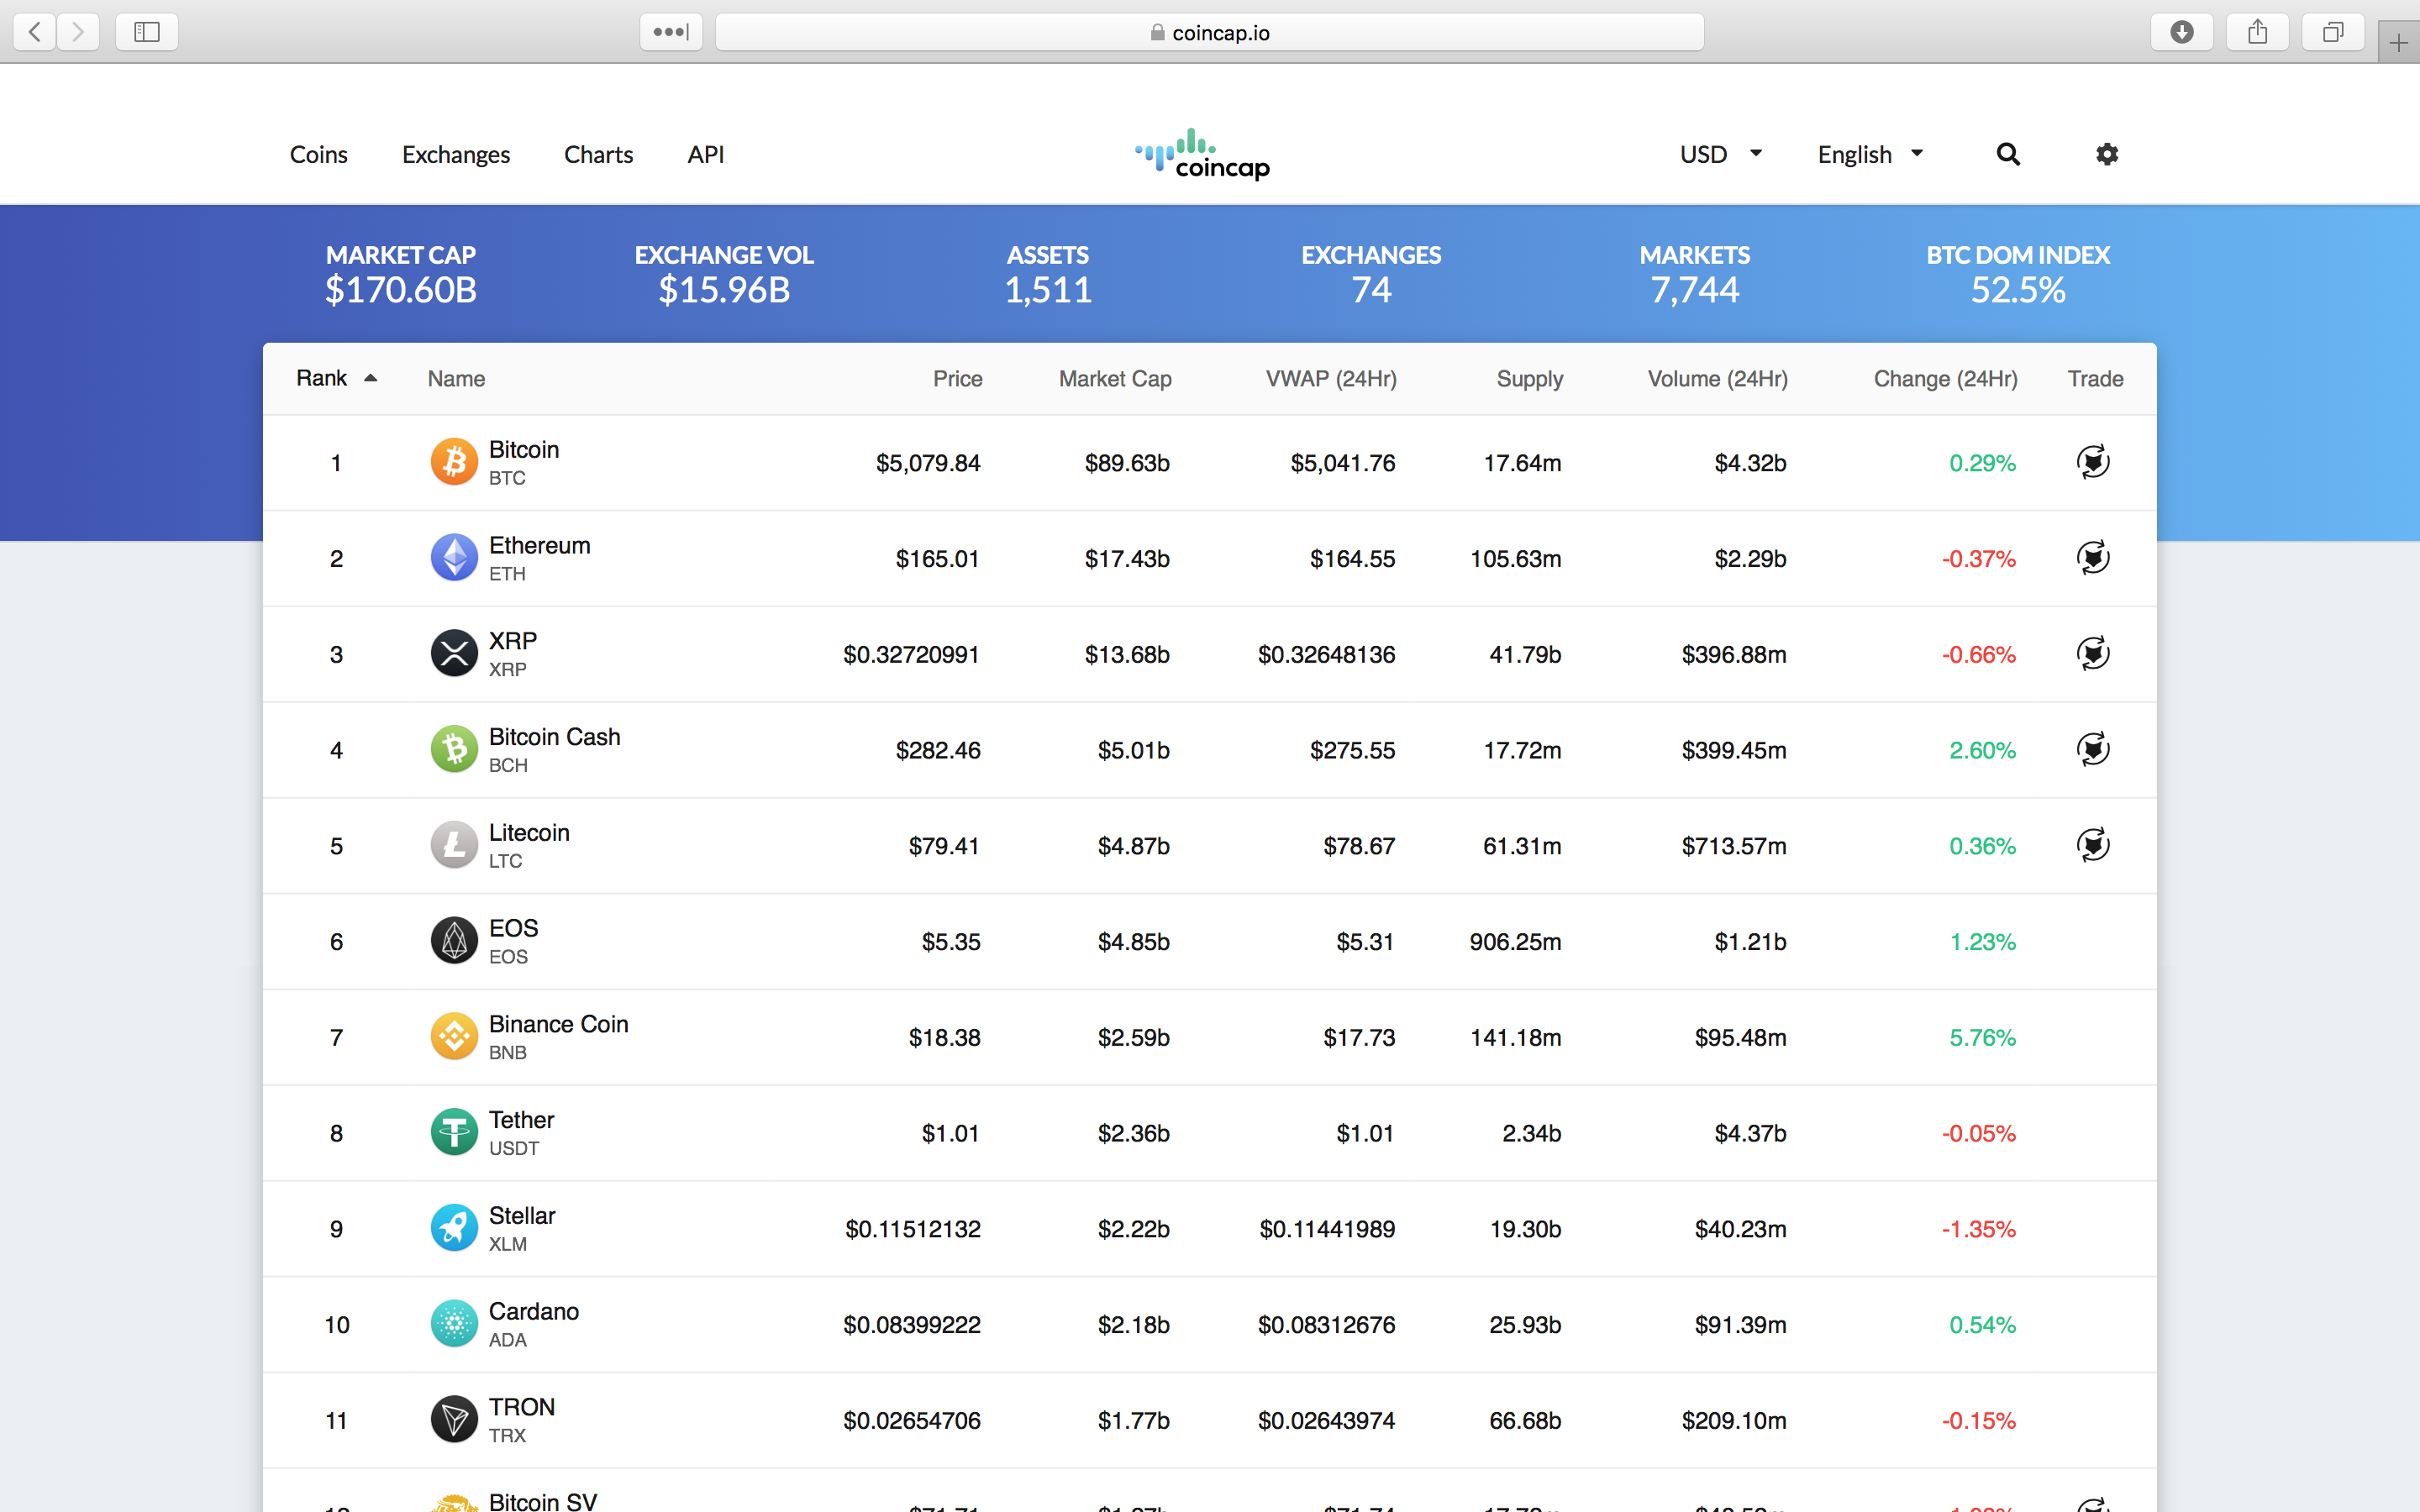 coincap.io
Coins Exchanges Charts API coincap USD English
MARKET CAP EXCHANGE VOL ASSETS EXCHANGES MARKETS BTC DOM INDEX
$170.60B $15.96B 1,511 74 7,744 52.5%
Rank Name Price Market Cap VWAP (24Hr) Supply Volume (24Hr) Change (24Hr) Trade
1 Bitcoin $5,079.84 $89.63b $5,041.76 17.64m $4.32b 0.29%
BTC
2 Ethereum $165.01 $17.43b $164.55 105.63m $2.29b -0.37%
ETH
3 XRP $0.32720991 $13.68b $0.32648136 41.79b $396.88m -0.66%
XRP
4 Bitcoin Cash $282.46 $5.01b $275.55 17.72m $399.45m 2.60%
BCH
5 Litecoin $79.41 $4.87b $78.67 61.31m $713.57m 0.36%
LTC
6 EOS $5.35 $4.85b $5.31 906.25m $1.21b 1.23%
EOS
7 Binance Coin $18.38 $2.59b $17.73 141.18m $95.48m 5.76%
BNB
8 Tether $1.01 $2.36b $1.01 2.34b $4.37b -0.05%
USDT
9 Stellar $0.11512132 $2.22b $0.11441989 19.30b $40.23m -1.35%
XLM
10 Cardano $0.08399222 $2.18b $0.08312676 25.93b $91.39m 0.54%
ADA
11 TRON $0.02654706 $1.77b $0.02643974 66.68b $209.10m -0.15%
TRX
Bitcoin SV